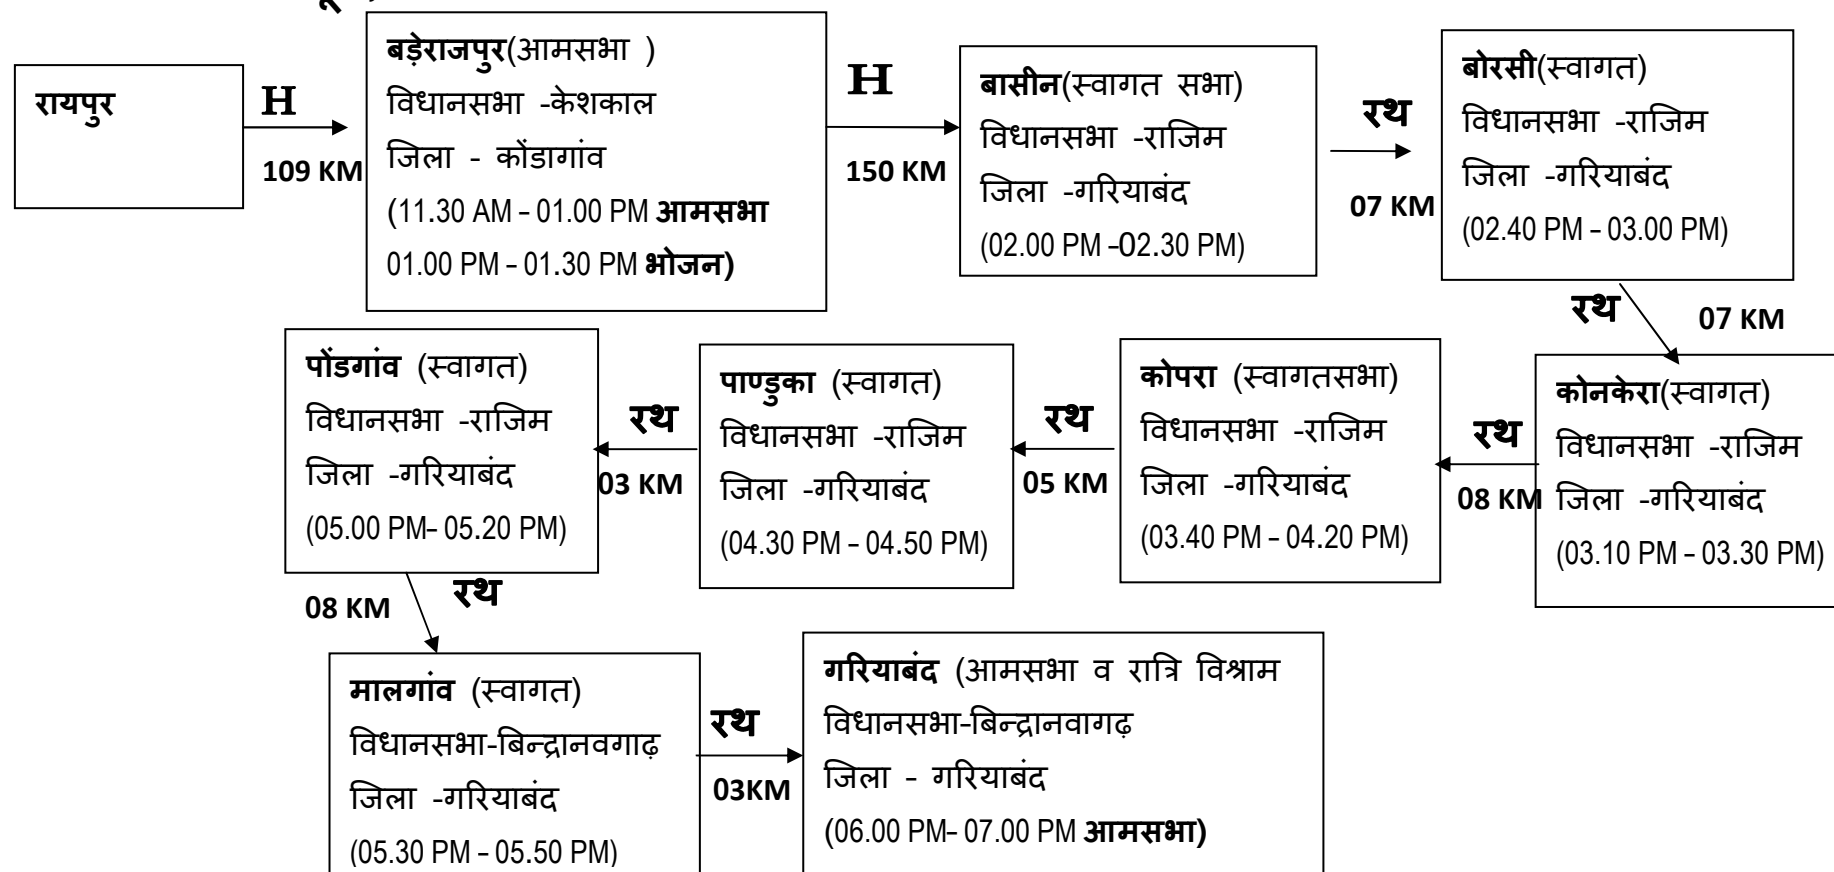 रायपुर
H
109 KM
बड़ेराजपुर(आमसभा )
विधानसभा -केशकाल
जिला - कोंडागांव
(11.30 AM – 01.00 PM आमसभा
01.00 PM – 01.30 PM भोजन)
H
150 KM
बासीन(स्वागत सभा)
विधानसभा -राजिम
जिला -गरियाबंद
(02.00 PM –02.30 PM)
रथ
07 KM
बोरसी(स्वागत)
विधानसभा -राजिम
जिला -गरियाबंद
(02.40 PM – 03.00 PM)
रथ
07 KM
कोनकेरा(स्वागत)
विधानसभा -राजिम
जिला -गरियाबंद
(03.10 PM – 03.30 PM)
रथ
08 KM
कोपरा (स्वागतसभा)
विधानसभा -राजिम
जिला -गरियाबंद
(03.40 PM – 04.20 PM)
रथ
05 KM
पाण्डुका (स्वागत)
विधानसभा -राजिम
जिला -गरियाबंद
(04.30 PM – 04.50 PM)
रथ
03 KM
पोंडगांव (स्वागत)
विधानसभा -राजिम
जिला -गरियाबंद
(05.00 PM– 05.20 PM)
रथ
08 KM
मालगांव (स्वागत)
विधानसभा-बिन्द्रानवगाढ़
जिला -गरियाबंद
(05.30 PM – 05.50 PM)
रथ
03KM
गरियाबंद (आमसभा व रात्रि विश्राम
विधानसभा-बिन्द्रानवागढ़
जिला - गरियाबंद
(06.00 PM– 07.00 PM आमसभा)